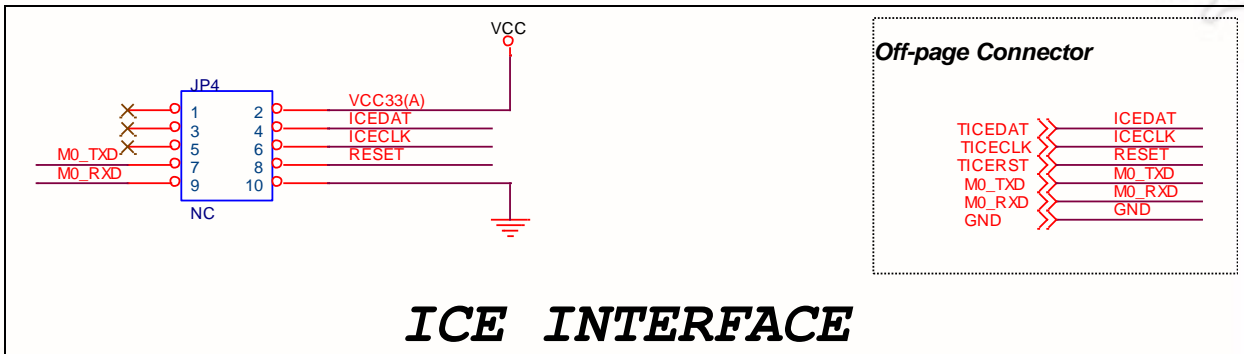 VCC
Off-page Connector
JP4
1 2 VCC33(A)
3 4 ICEDAT
5 6 ICECLK
M0_TXD 7 8 RESET
M0_RXD 9 10
NC
TICEDAT ICEDAT
TICECLK ICECLK
TICERST RESET
M0_TXD M0_TXD
M0_RXD M0_RXD
GND GND
ICE INTERFACE